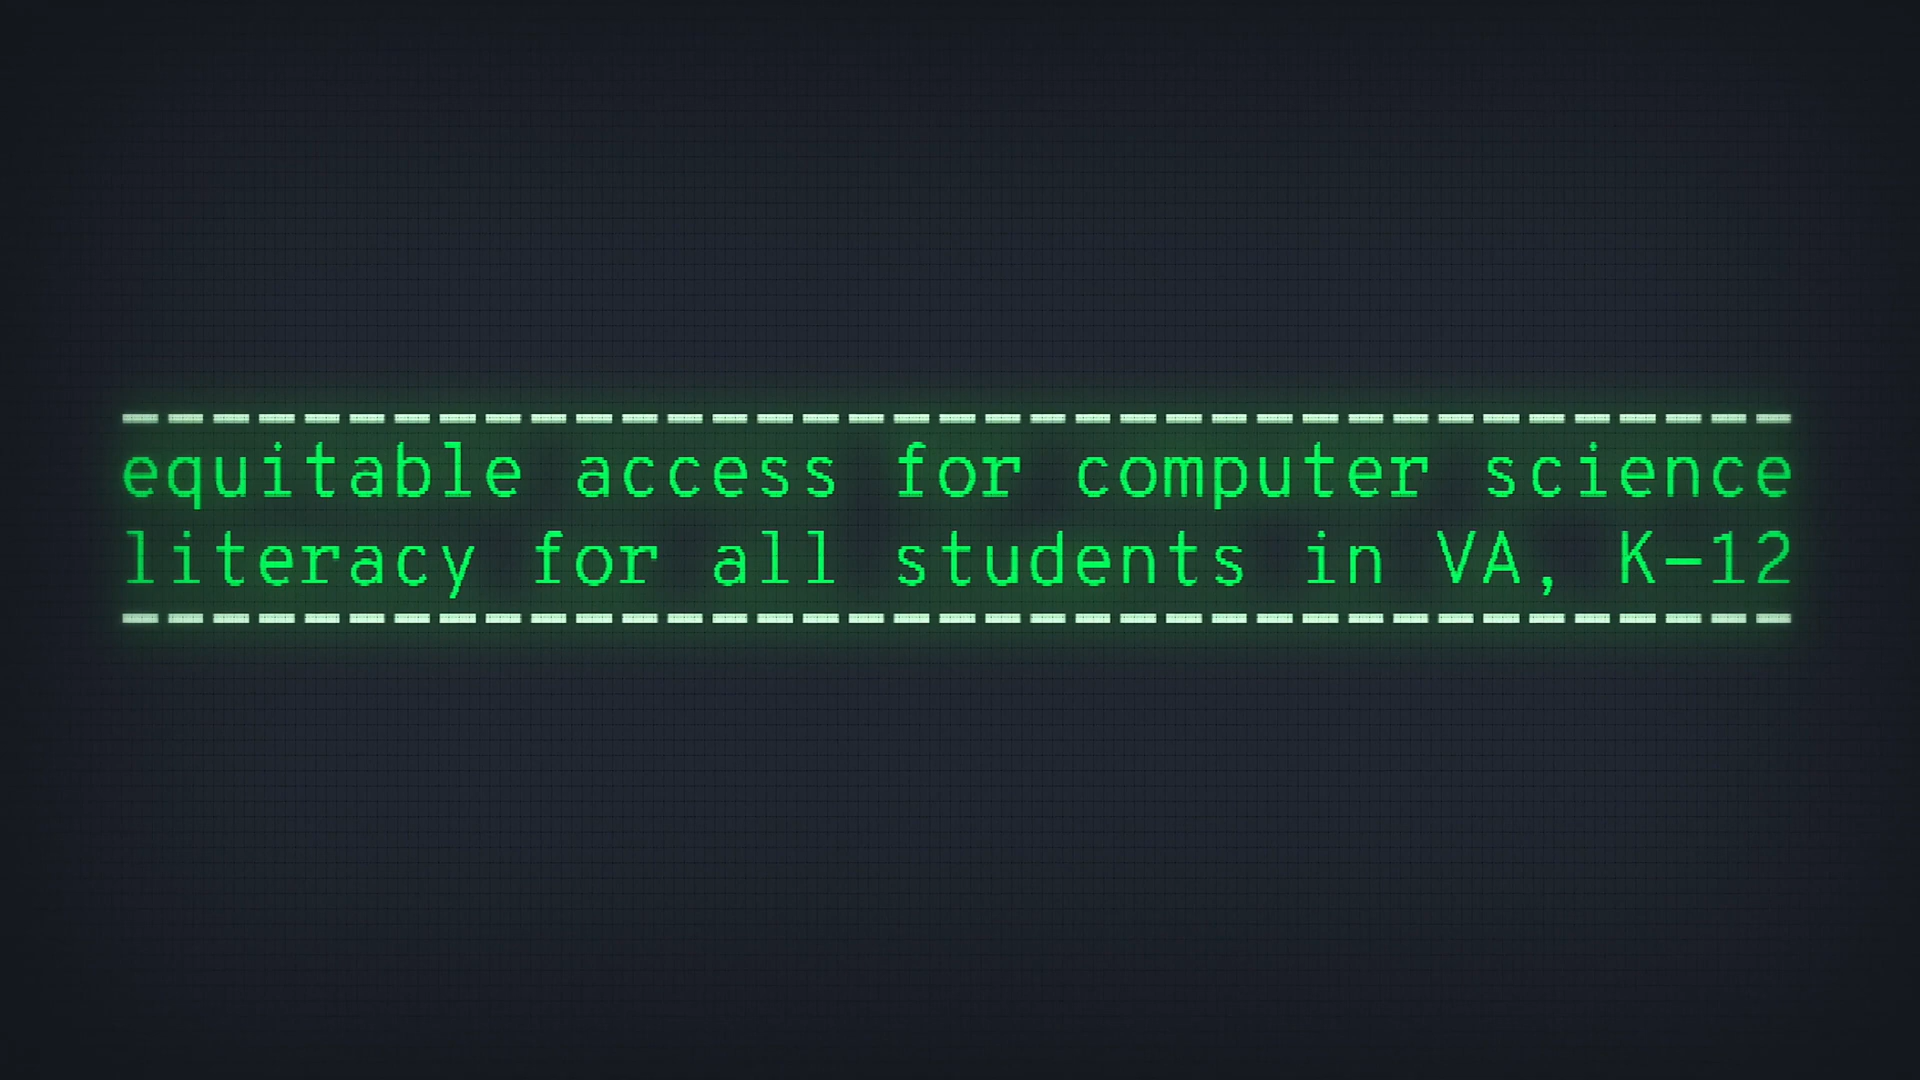 equitable access for computer science
literacy for all students in VA, K-12